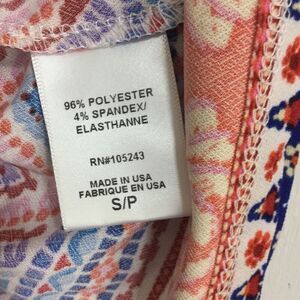 96% POLYESTER
4% SPANDEX/
ELASTHANNE
RN#105243
MADE IN USA
FABRIQUE EN USA
S/P